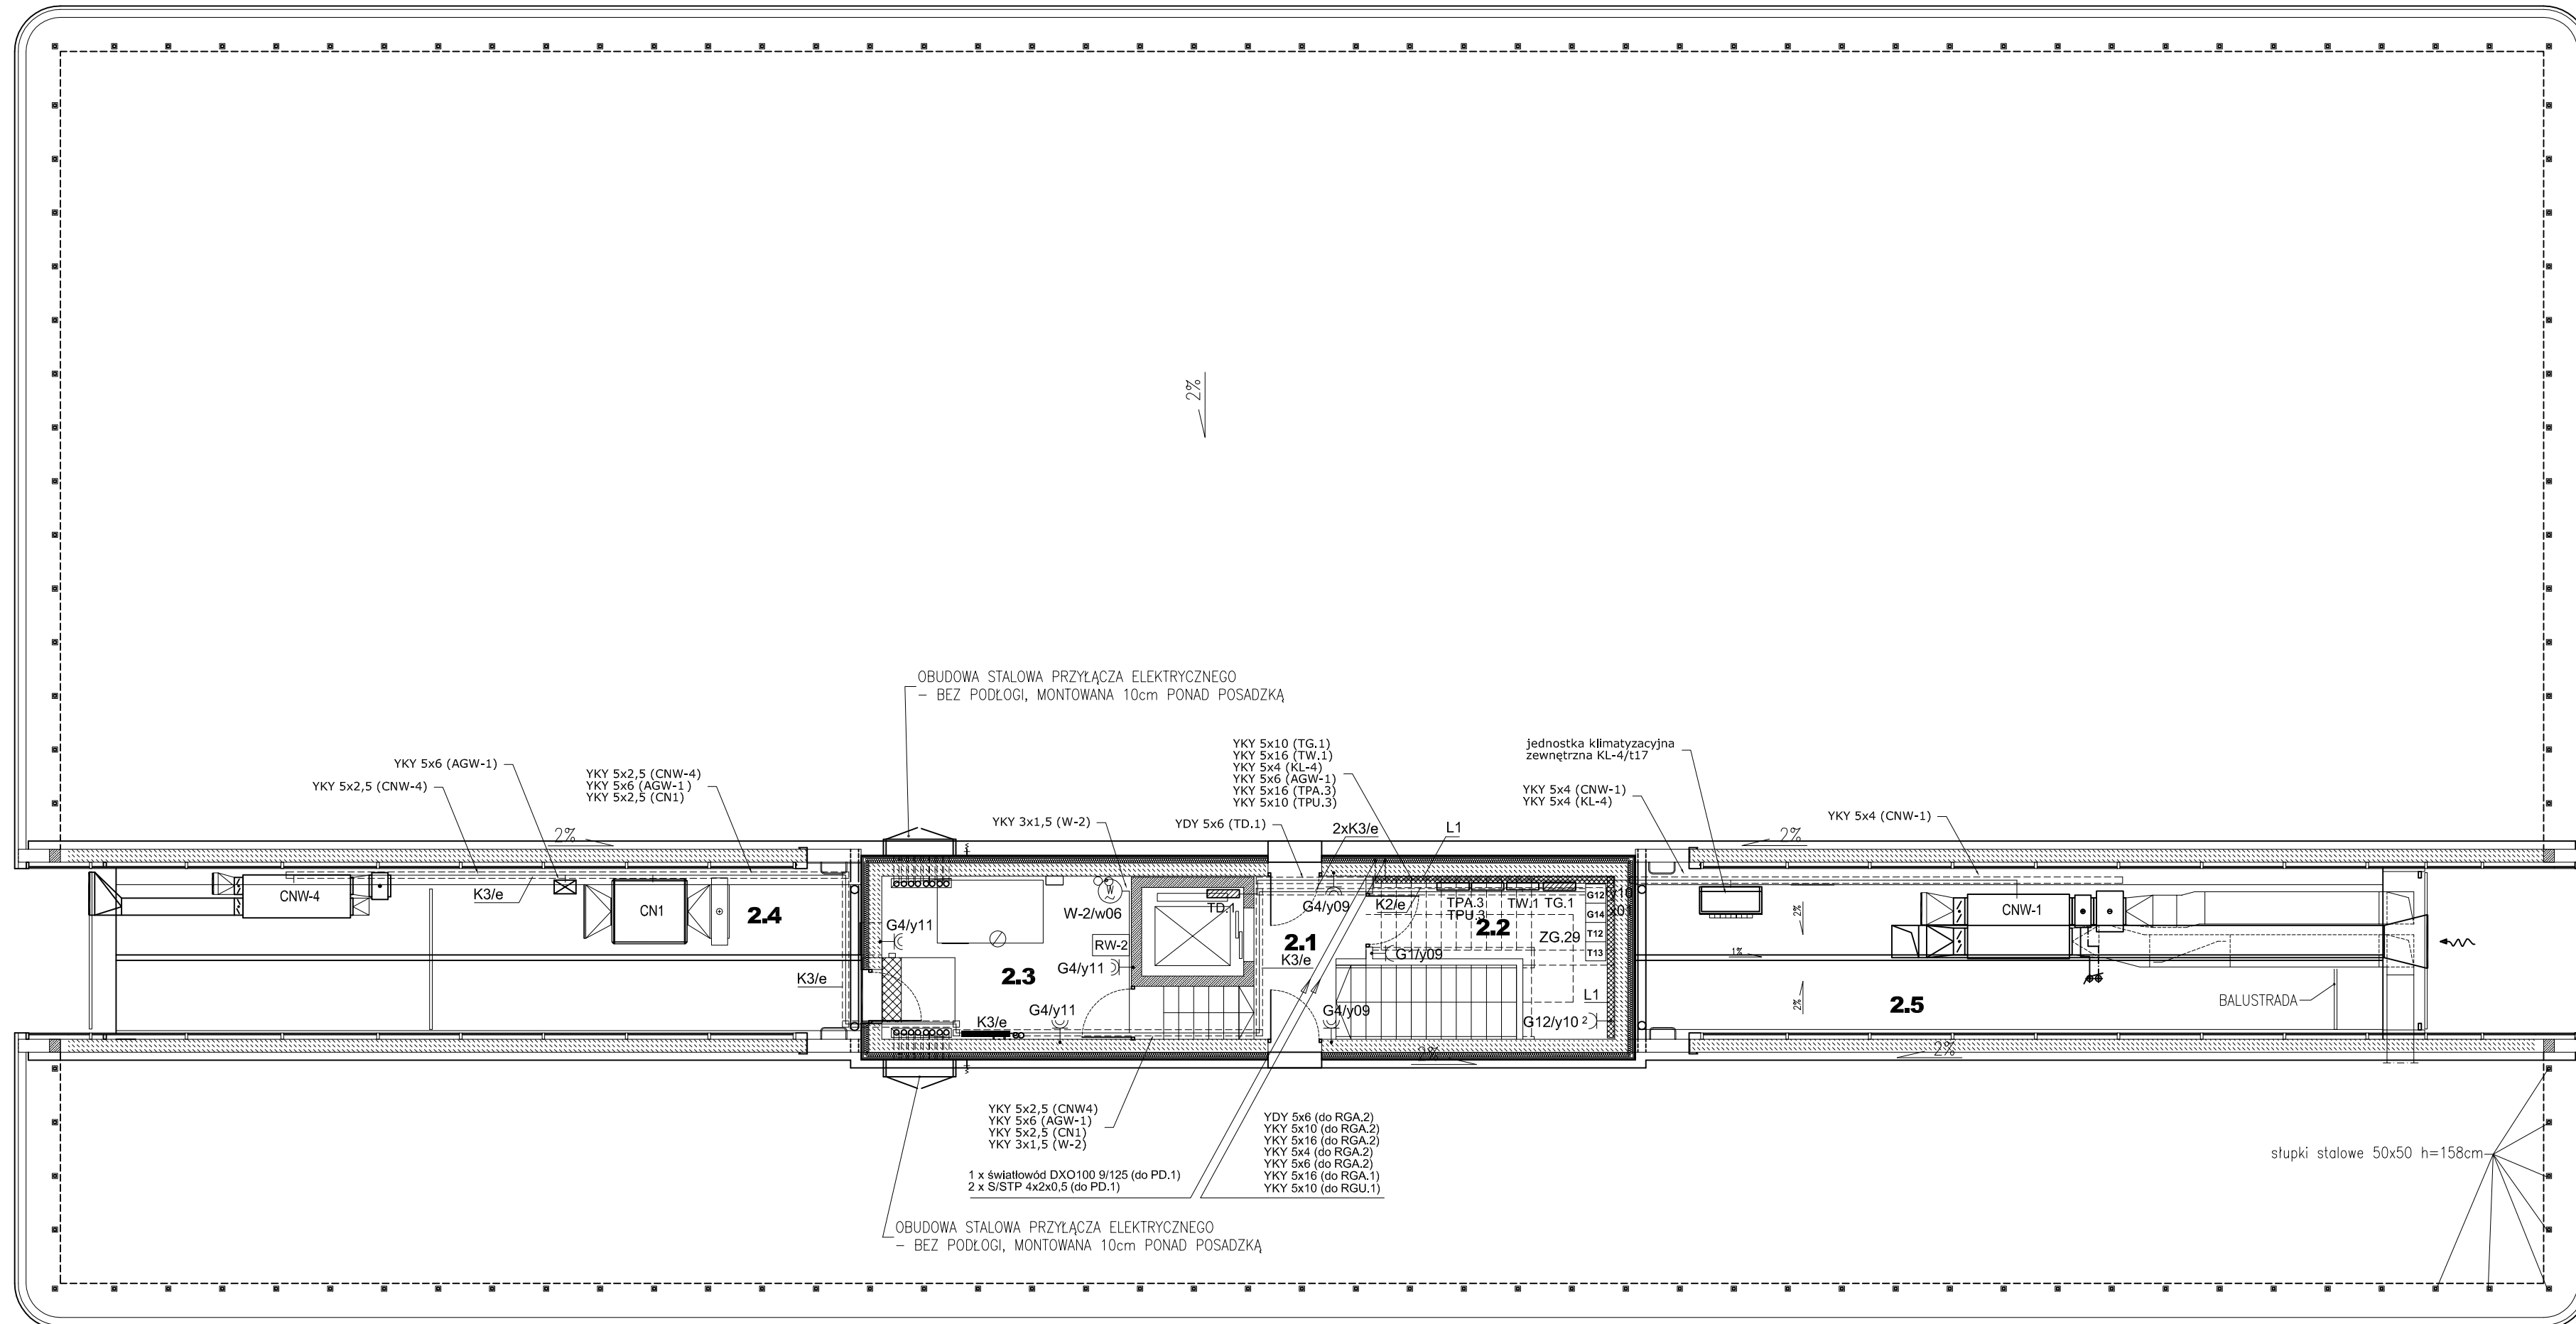 2%
OBUDOWA STALOWA PRZYŁĄCZA ELEKTRYCZNEGO
– BEZ PODŁOGI, MONTOWANA 10cm PONAD POSADZKĄ
YKY 5x10 (TG.1)
YKY 5x16 (TW.1)
YKY 5x4 (KL-4)
YKY 5x6 (AGW-1)
YKY 5x16 (TPA.3)
YKY 5x10 (TPU.3)
jednostka klimatyzacyjna
zewnętrzna KL-4/t17
YKY 5x6 (AGW-1)
YKY 5x2,5 (CNW-4)
YKY 5x2,5 (CNW-4)
YKY 5x6 (AGW-1)
YKY 5x2,5 (CN1)
YKY 3x1,5 (W-2)
YDY 5x6 (TD.1)
2xK3/e
L1
YKY 5x4 (CNW-1)
YKY 5x4 (KL-4)
YKY 5x4 (CNW-1)
2%
2%
CNW-4
K3/e
CN1
2.4
G4/y11
W-2/w06
W
RW-2
TD.1
G4/y09
K2/e
TPA.3
TPU.3
TW.1
TG.1
G12
G14
T12
T13
2.2
ZG.29
2.1
K3/e
G1/y09
G4/y11
2.3
K3/e
G4/y11
K3/e
G4/y09
L1
G12/y10 2
2%
1%
2%
CNW-1
2.5
BALUSTRADA
2%
2%
YKY 5x2,5 (CNW4)
YKY 5x6 (AGW-1)
YKY 5x2,5 (CN1)
YKY 3x1,5 (W-2)
1 x światłowód DXO100 9/125 (do PD.1)
2 x S/STP 4x2x0,5 (do PD.1)
YDY 5x6 (do RGA.2)
YKY 5x10 (do RGA.2)
YKY 5x16 (do RGA.2)
YKY 5x4 (do RGA.2)
YKY 5x6 (do RGA.2)
YKY 5x16 (do RGA.1)
YKY 5x10 (do RGU.1)
słupki stalowe 50x50 h=158cm
OBUDOWA STALOWA PRZYŁĄCZA ELEKTRYCZNEGO
– BEZ PODŁOGI, MONTOWANA 10cm PONAD POSADZKĄ